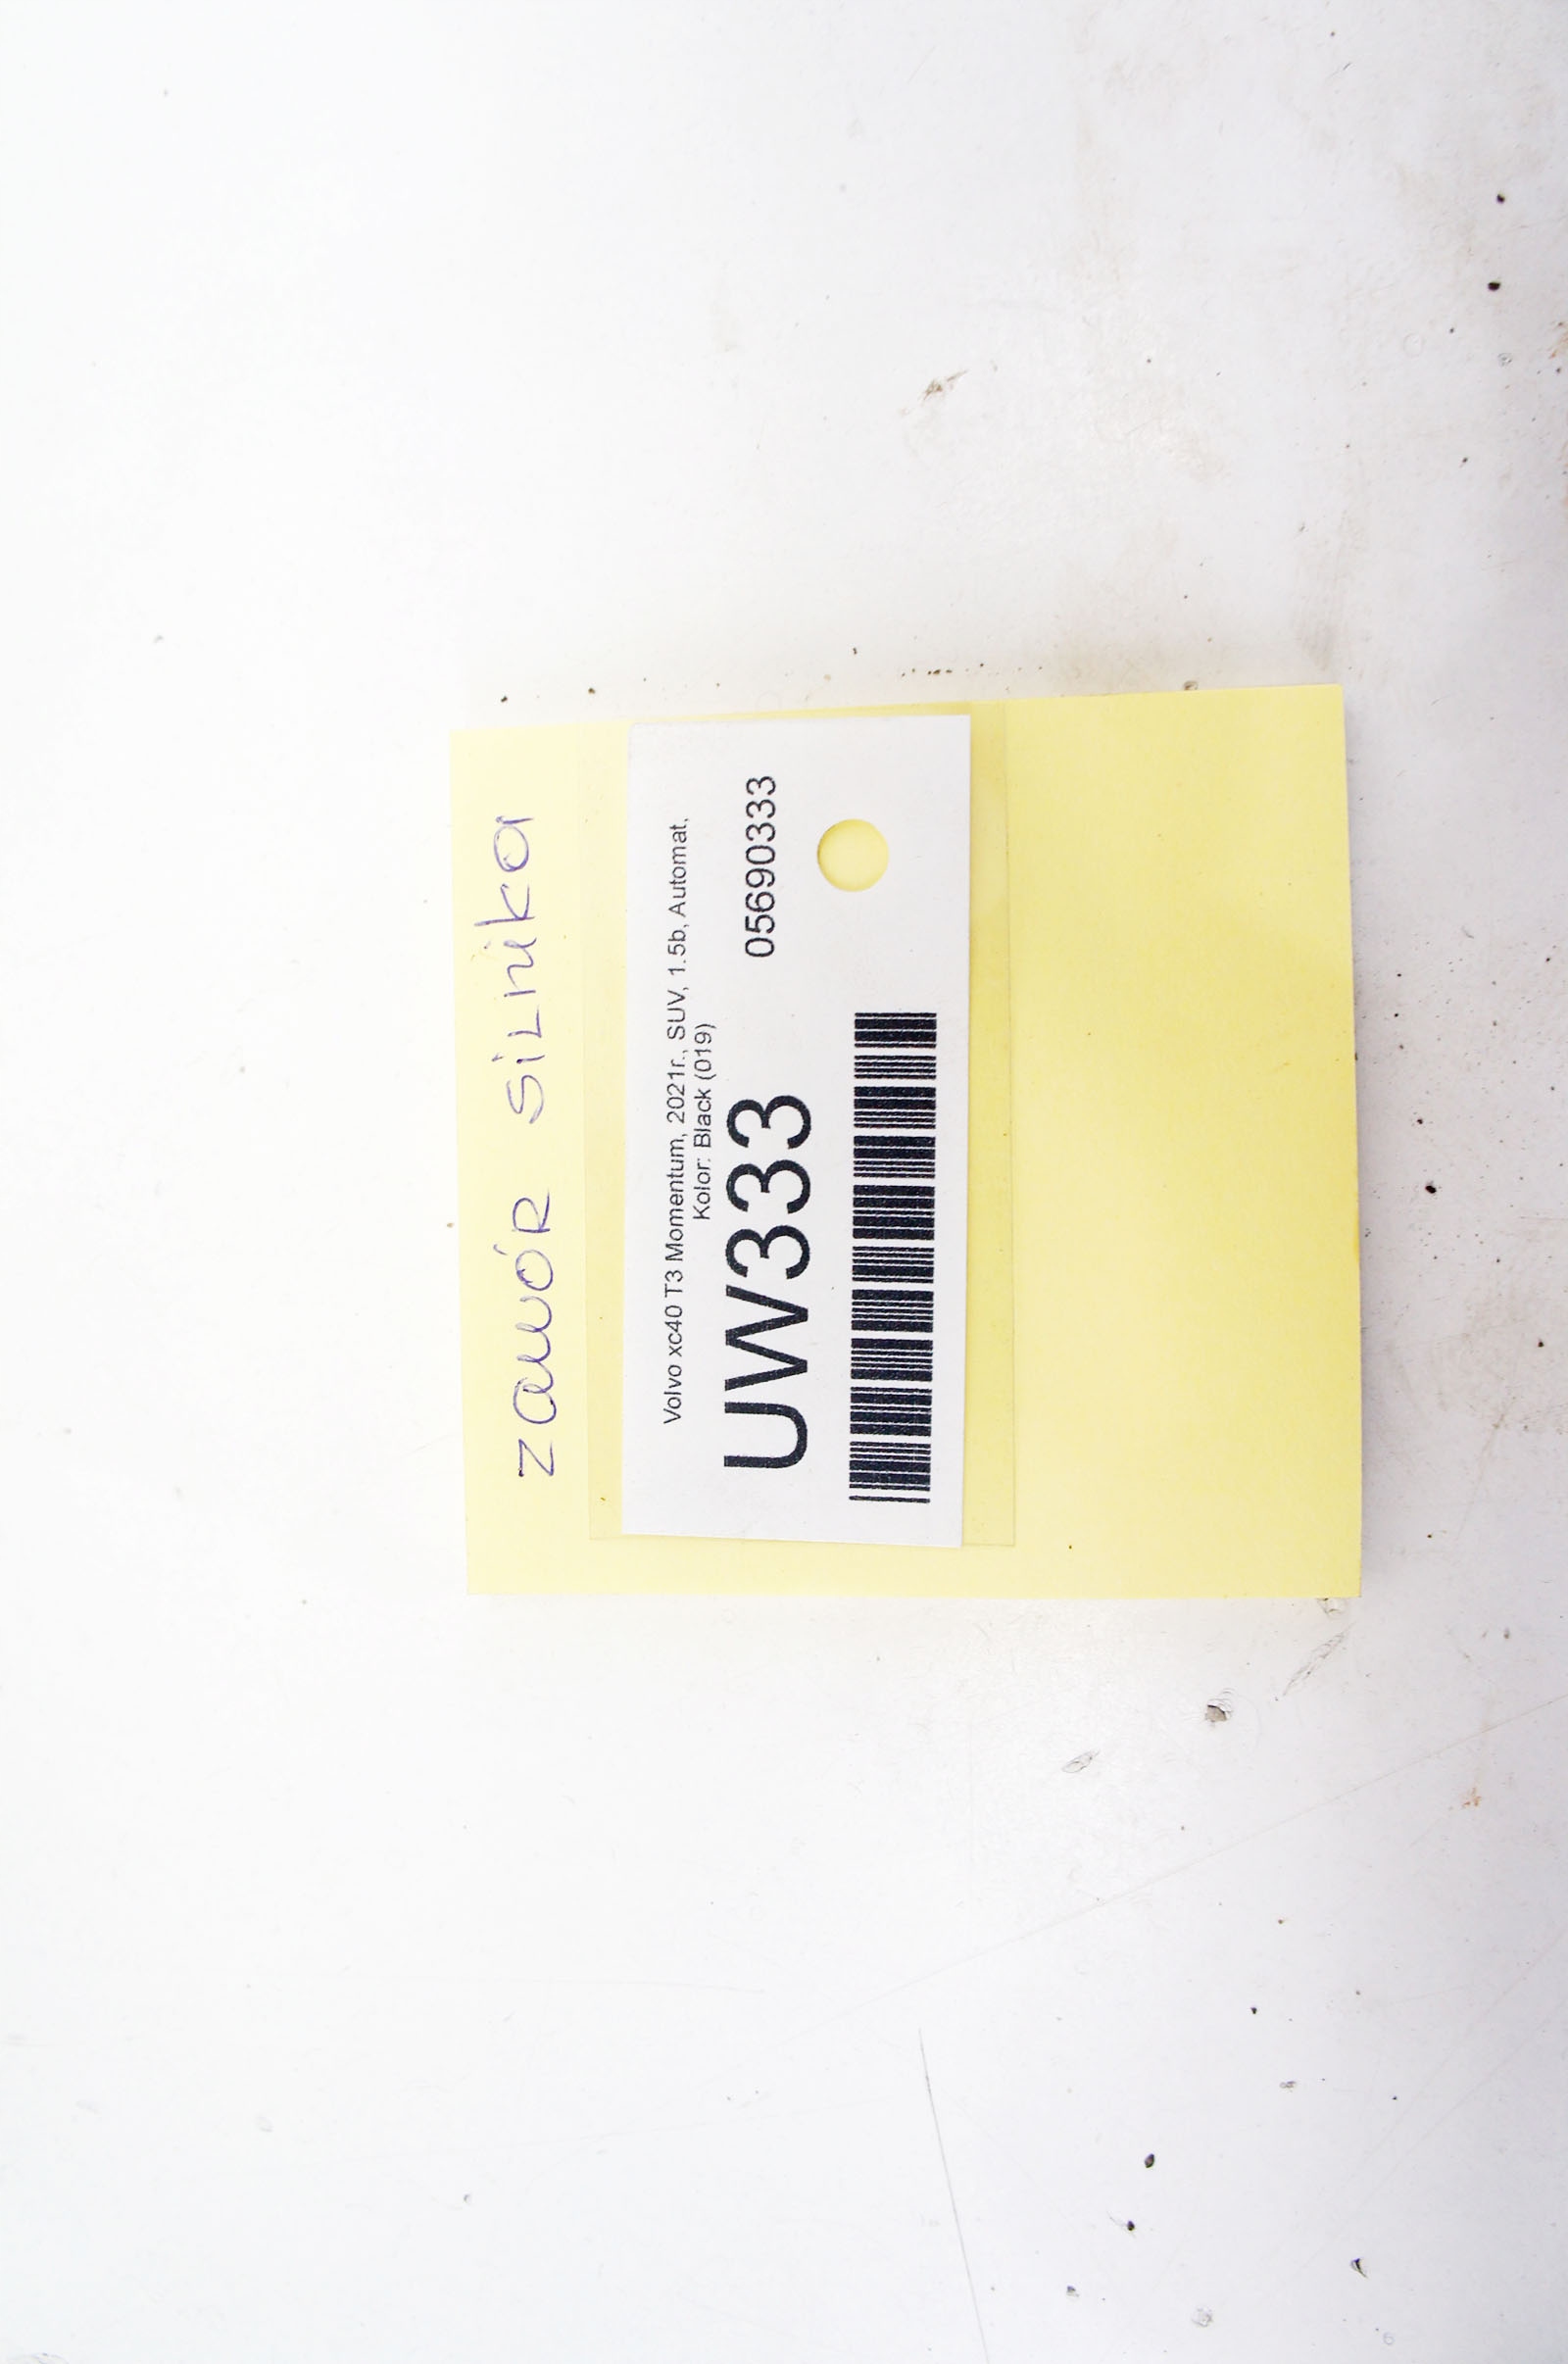 zawóR siLnika
Volvo xc40 T3 Momentum, 2021r., SUV, 1.5b, Automat,
Kolor: Black (019)
UW333
05690333